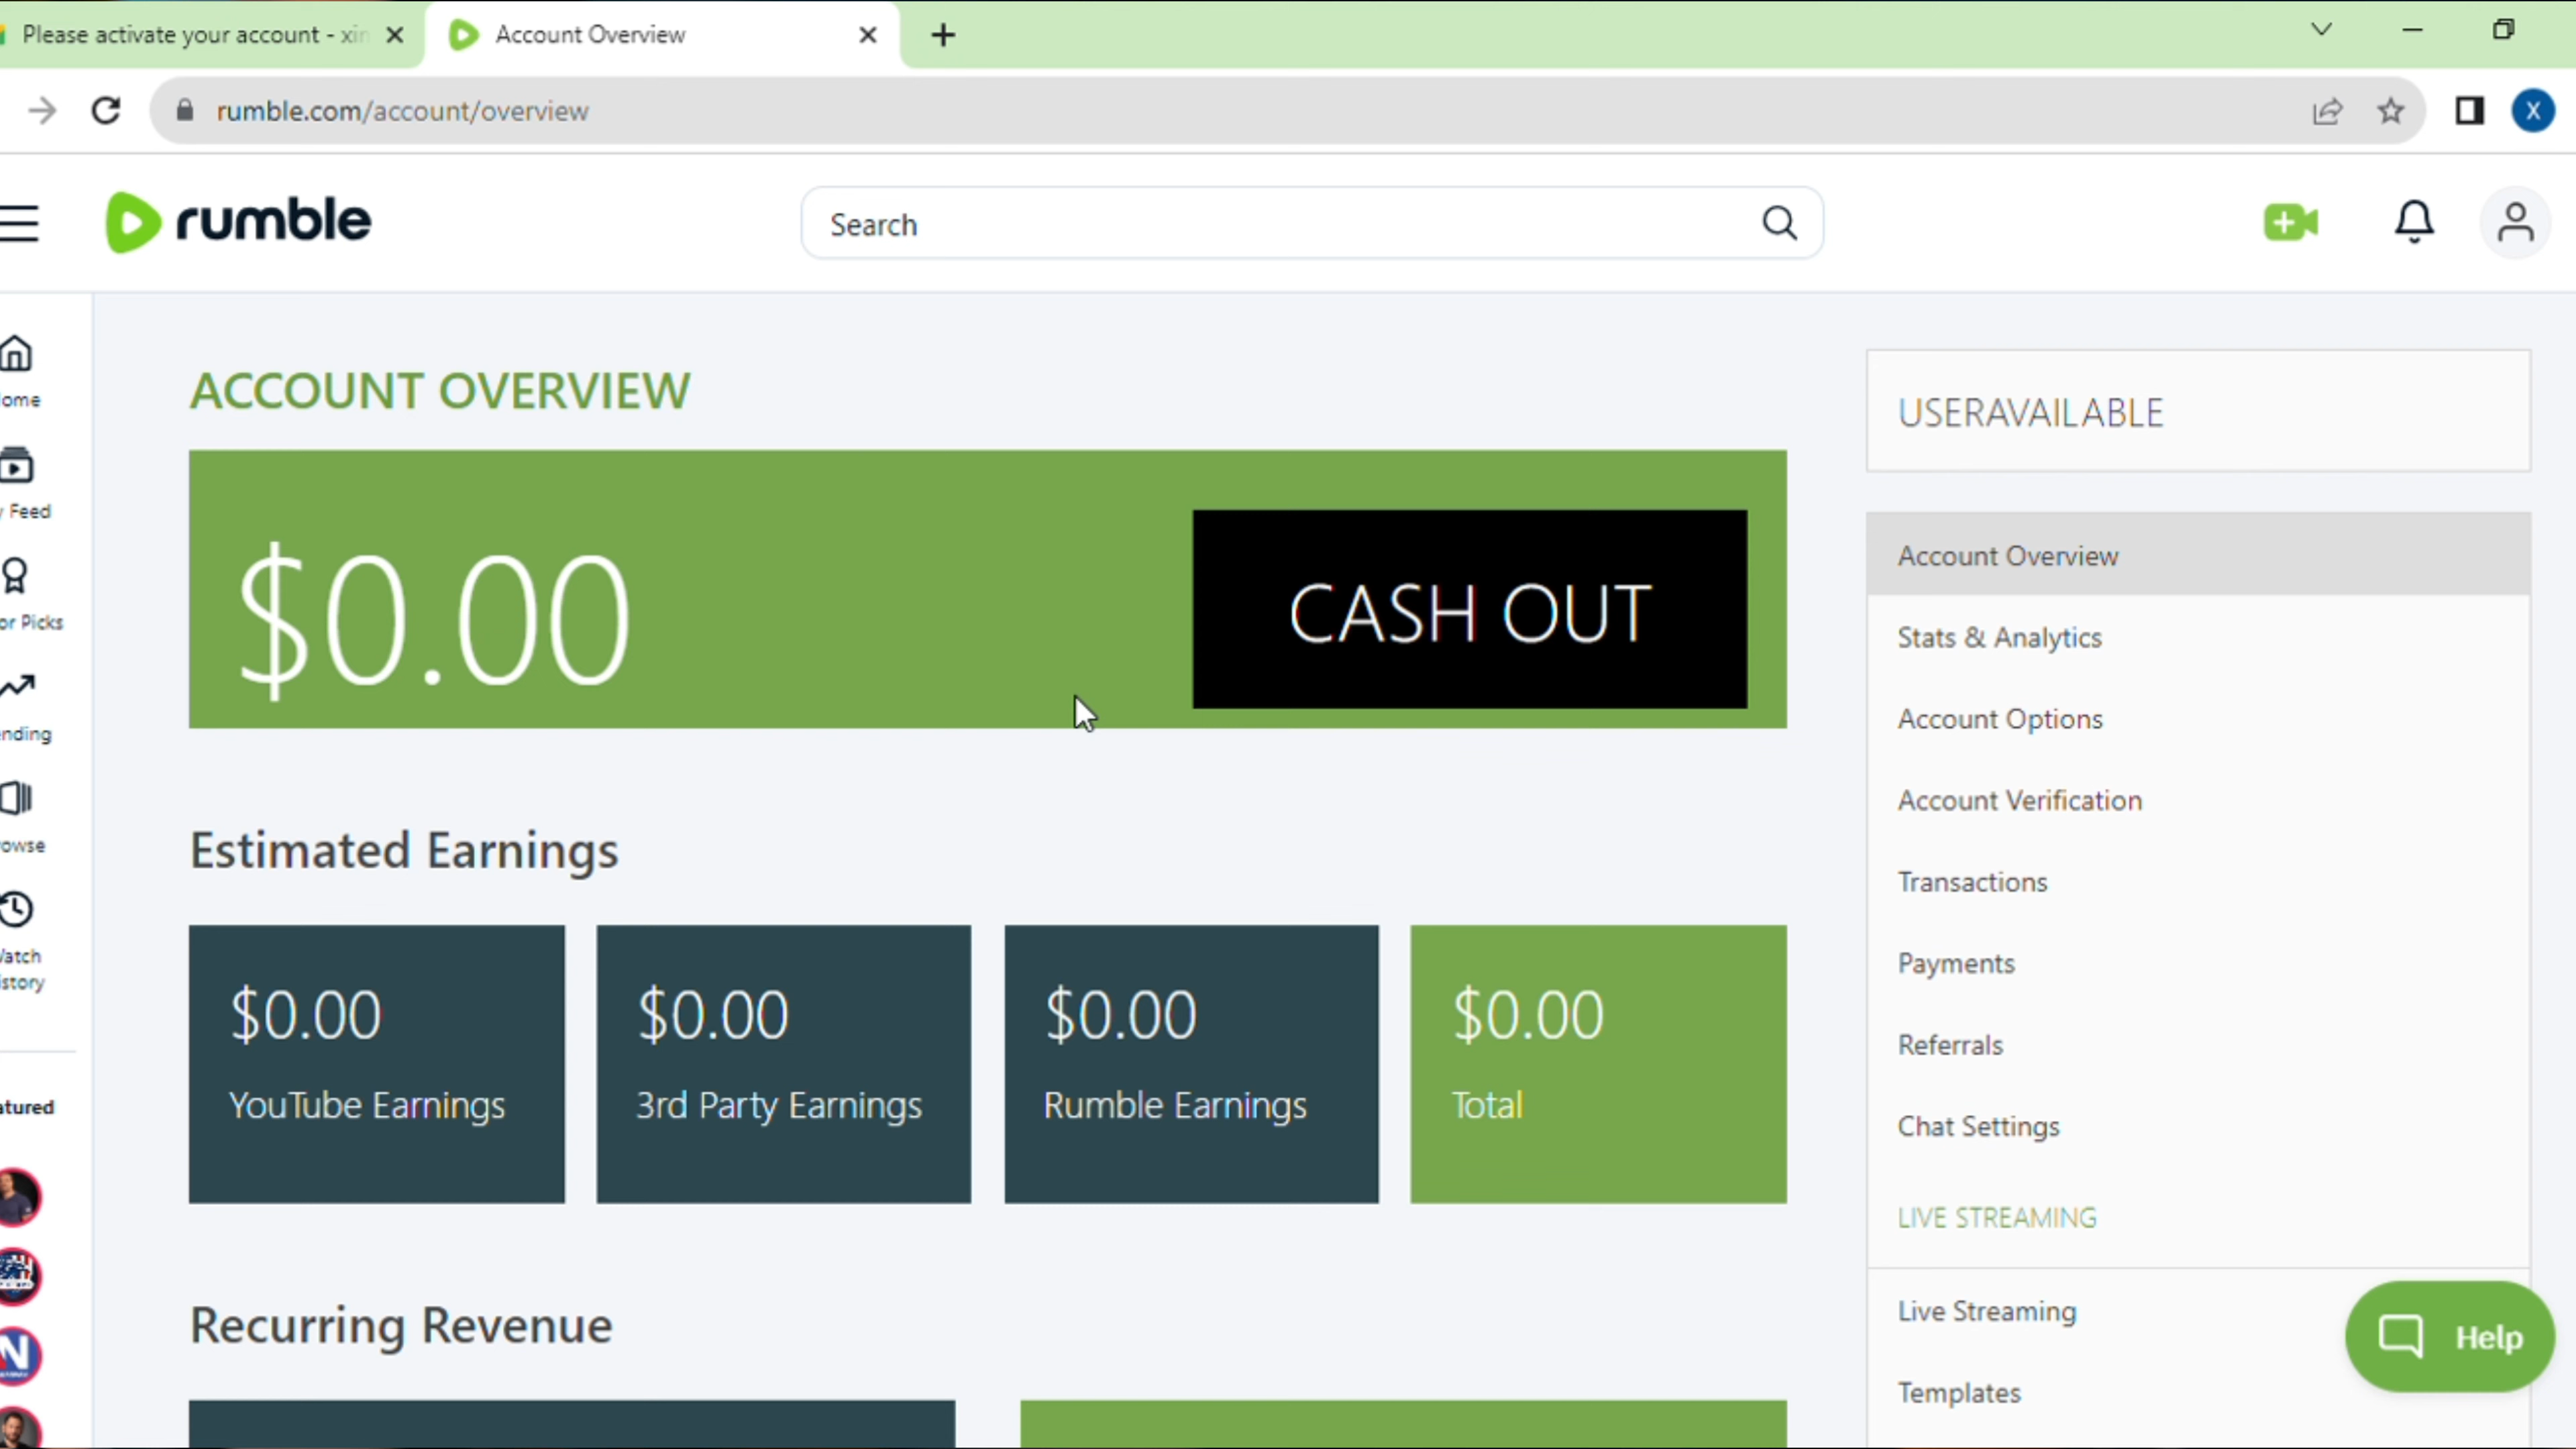 Please activate your account - xin
Account Overview
rumble.com/account/overview
X
rumble
Search
ome
y Feed
or Picks
ending
owse
atch
istory
atured
N
ACCOUNT OVERVIEW
$0.00
CASH OUT
Estimated Earnings
$0.00
YouTube Earnings
$0.00
3rd Party Earnings
$0.00
Rumble Earnings
$0.00
Total
Recurring Revenue
USERAVAILABLE
Account Overview
Stats & Analytics
Account Options
Account Verification
Transactions
Payments
Referrals
Chat Settings
LIVE STREAMING
Live Streaming
Templates
Help